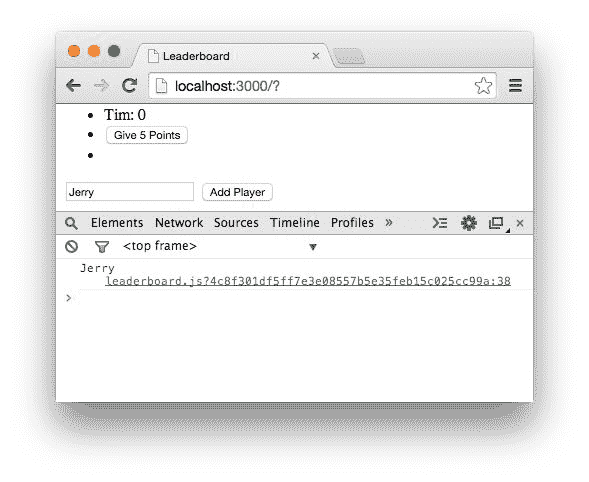 Leaderboard
localhost:3000/?
Tim: 0
Give 5 Points
Jerry Add Player
Elements Network Sources Timeline Profiles »
<top frame>
Jerry
leaderboard.js?4c8f301df5ff7e3e08557b5e35feb15c025cc99a:38
>